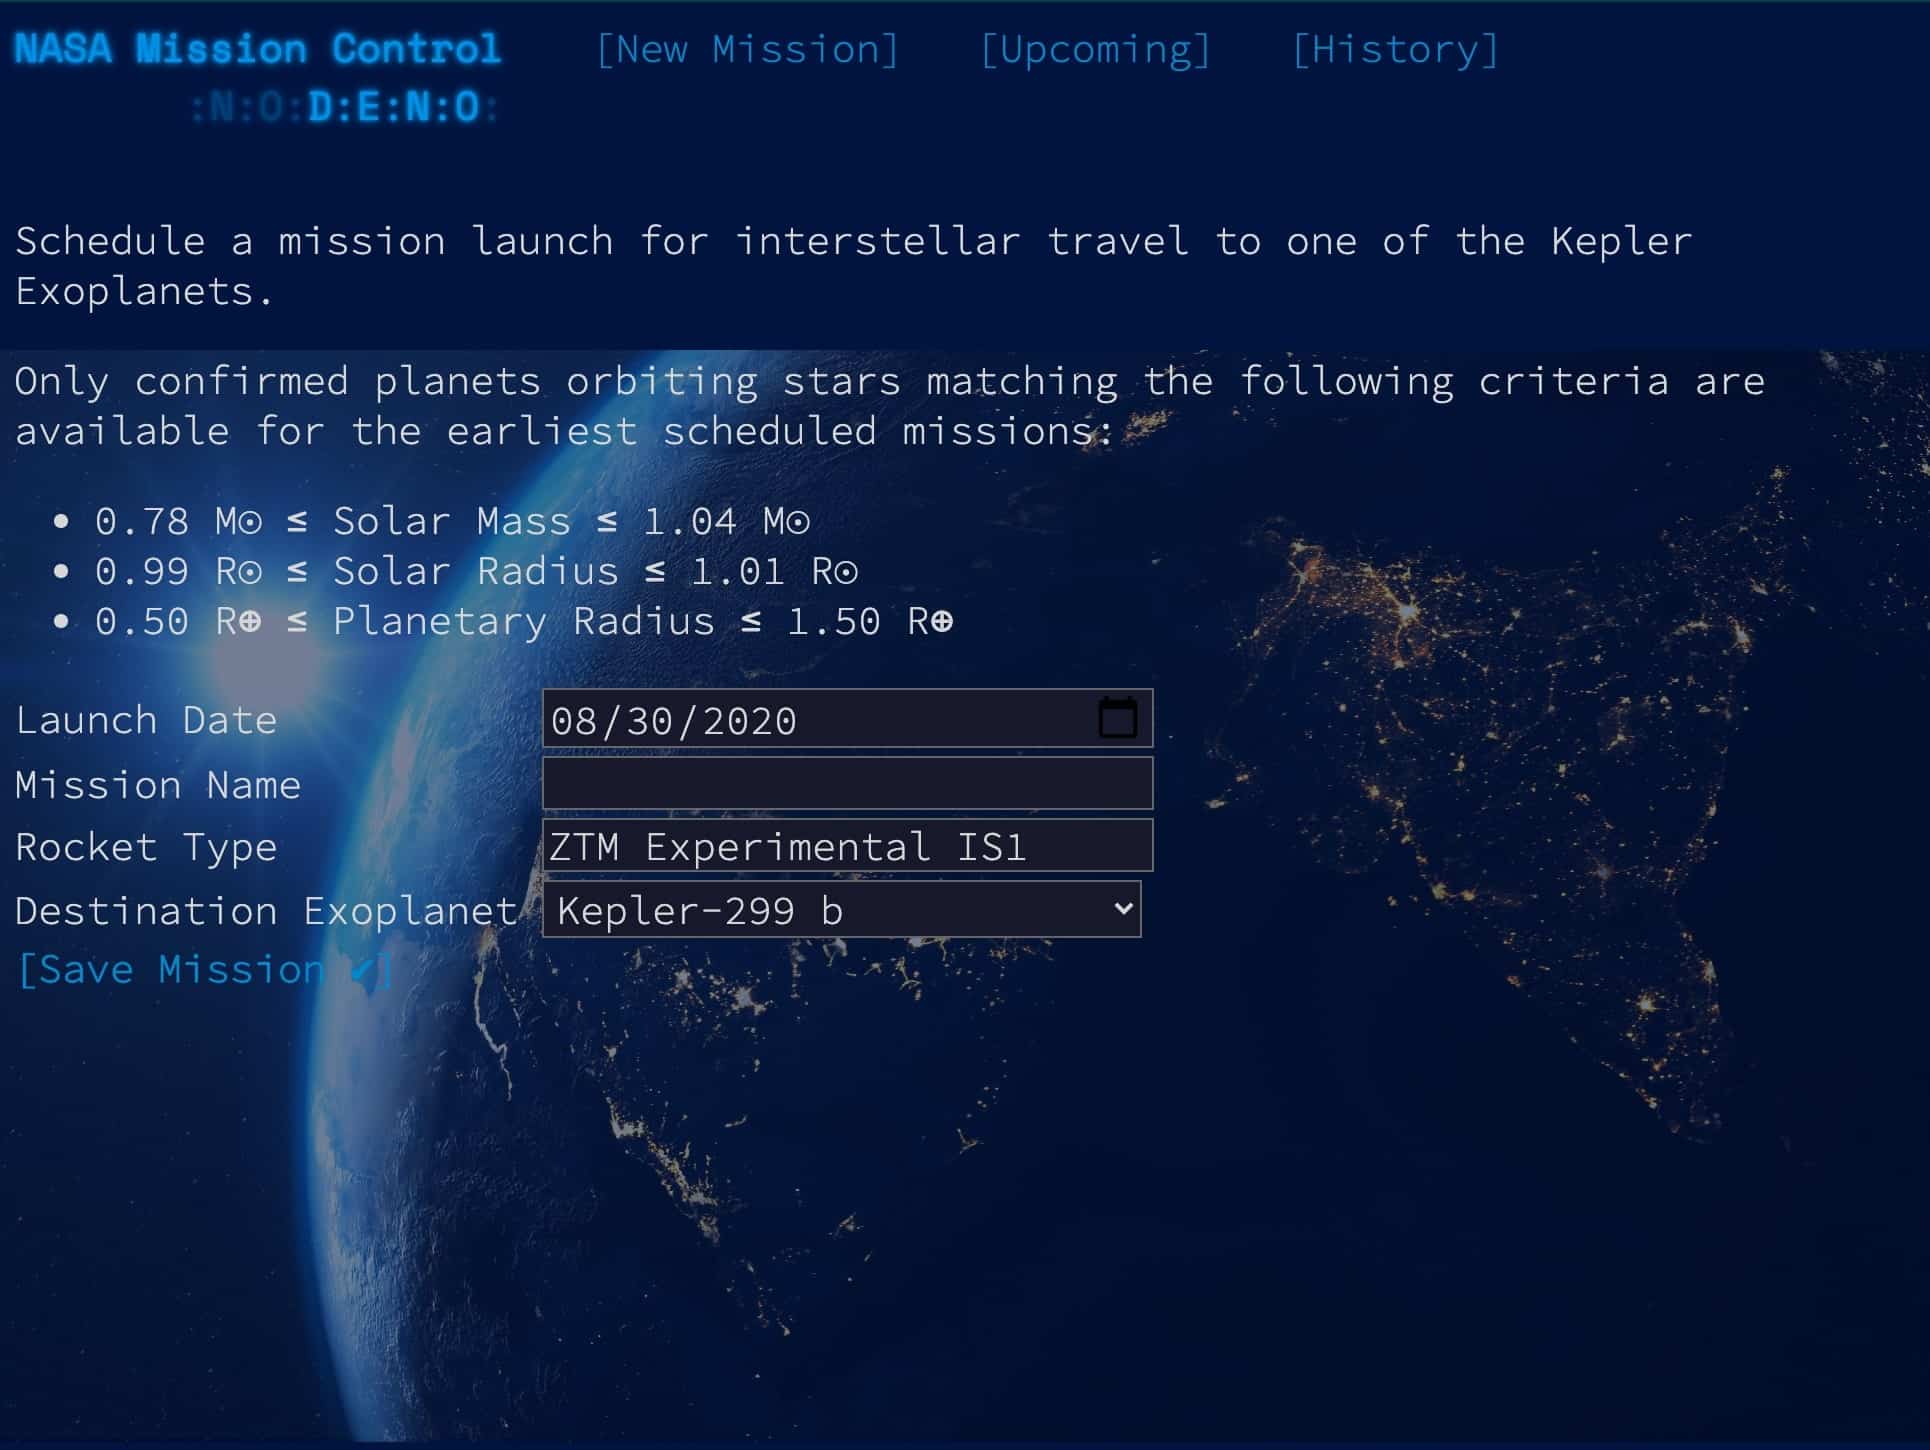 NASA Mission Control [New Mission] [Upcoming] [History]
:N:O:D:E:N:O:
Schedule a mission launch for interstellar travel to one of the Kepler
Exoplanets.
Only confirmed planets orbiting stars matching the following criteria are
available for the earliest scheduled missions:
• 0.78 M☉ ≤ Solar Mass ≤ 1.04 M☉
• 0.99 R☉ ≤ Solar Radius ≤ 1.01 R☉
• 0.50 R⊕ ≤ Planetary Radius ≤ 1.50 R⊕
Launch Date 08/30/2020
Mission Name
Rocket Type ZTM Experimental IS1
Destination Exoplanet Kepler-299 b
[Save Mission ✔]